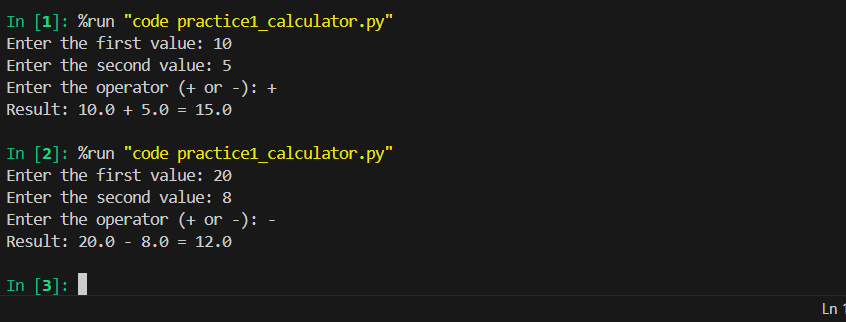 In [1]: %run "code practice1_calculator.py"
Enter the first value: 10
Enter the second value: 5
Enter the operator (+ or -): +
Result: 10.0 + 5.0 = 15.0
In [2]: %run "code practice1_calculator.py"
Enter the first value: 20
Enter the second value: 8
Enter the operator (+ or -): -
Result: 20.0 - 8.0 = 12.0
In [3]:
Ln